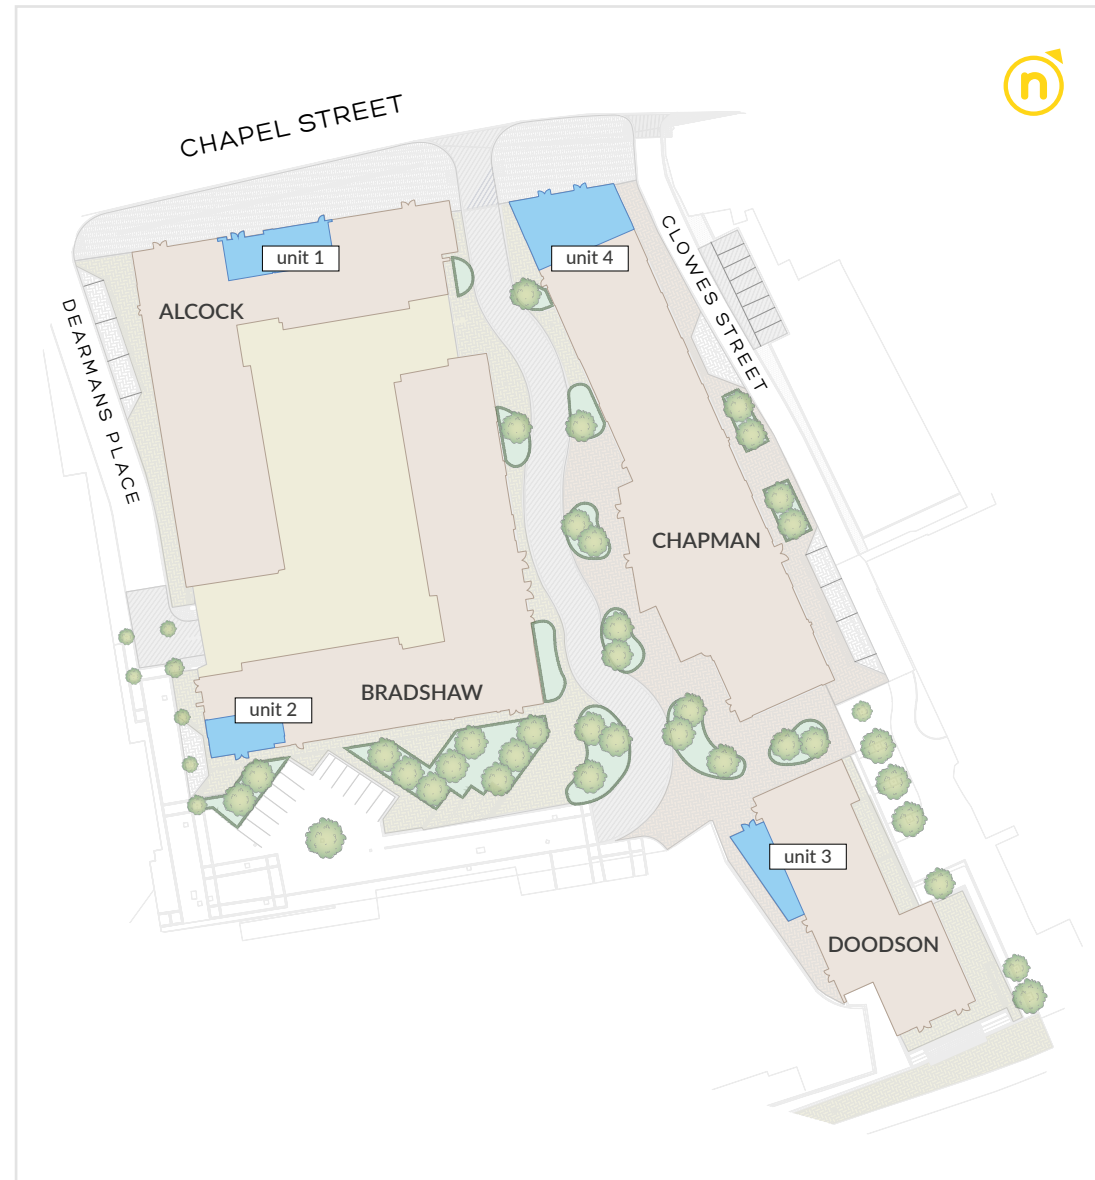 n
CHAPEL STREET
CLOWES STREET
unit 1
unit 4
DEARMANS PLACE
ALCOCK
CHAPMAN
BRADSHAW
unit 2
unit 3
DOODSON